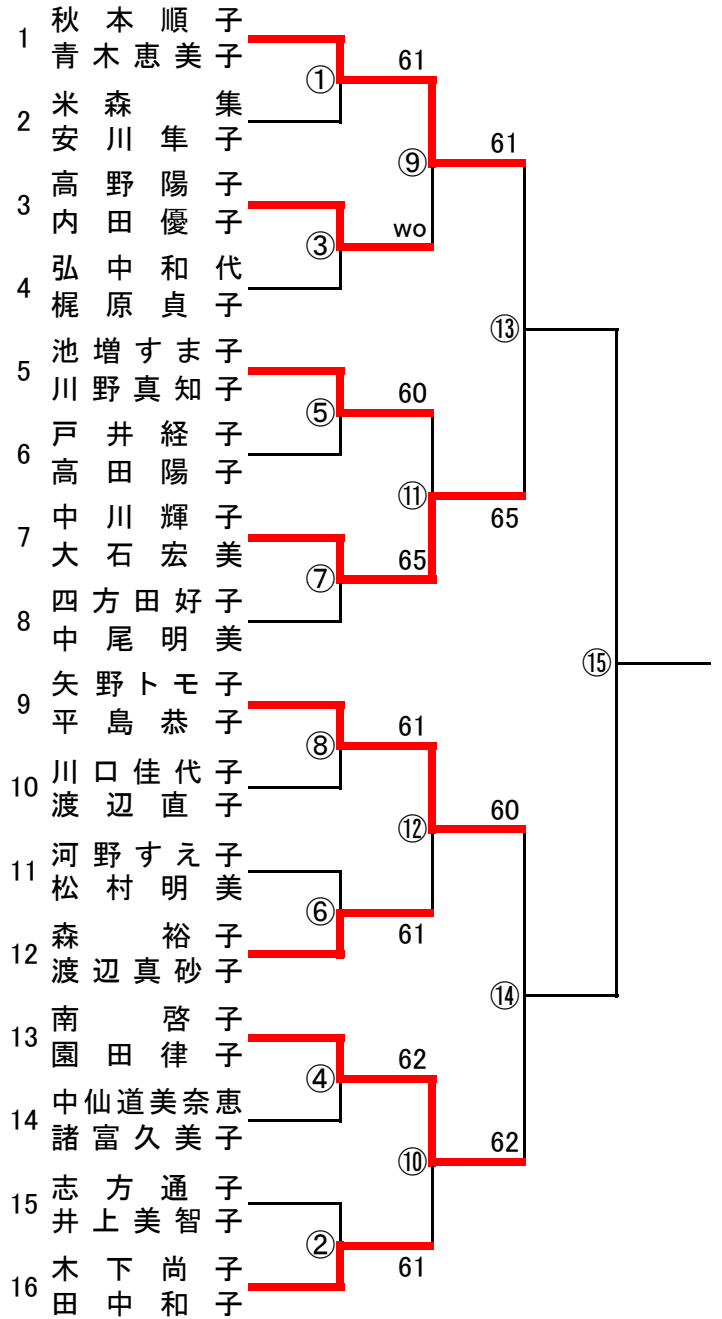 1
秋本順子
青木恵美子
①
61
2
米森集
安川隼子
⑨
61
3
高野陽子
内田優子
③
wo
4
弘中和代
梶原貞子
⑬
5
池増すま子
川野真知子
⑤
60
6
戸井経子
高田陽子
⑪
65
7
中川輝子
大石宏美
⑦
65
8
四方田好子
中尾明美
⑮
9
矢野トモ子
平島恭子
⑧
61
10
川口佳代子
渡辺直子
⑫
60
11
河野すえ子
松村明美
⑥
61
12
森裕子
渡辺真砂子
⑭
13
南啓子
園田律子
④
62
14
中仙道美奈恵
諸富久美子
⑩
62
15
志方通子
井上美智子
②
61
16
木下尚子
田中和子